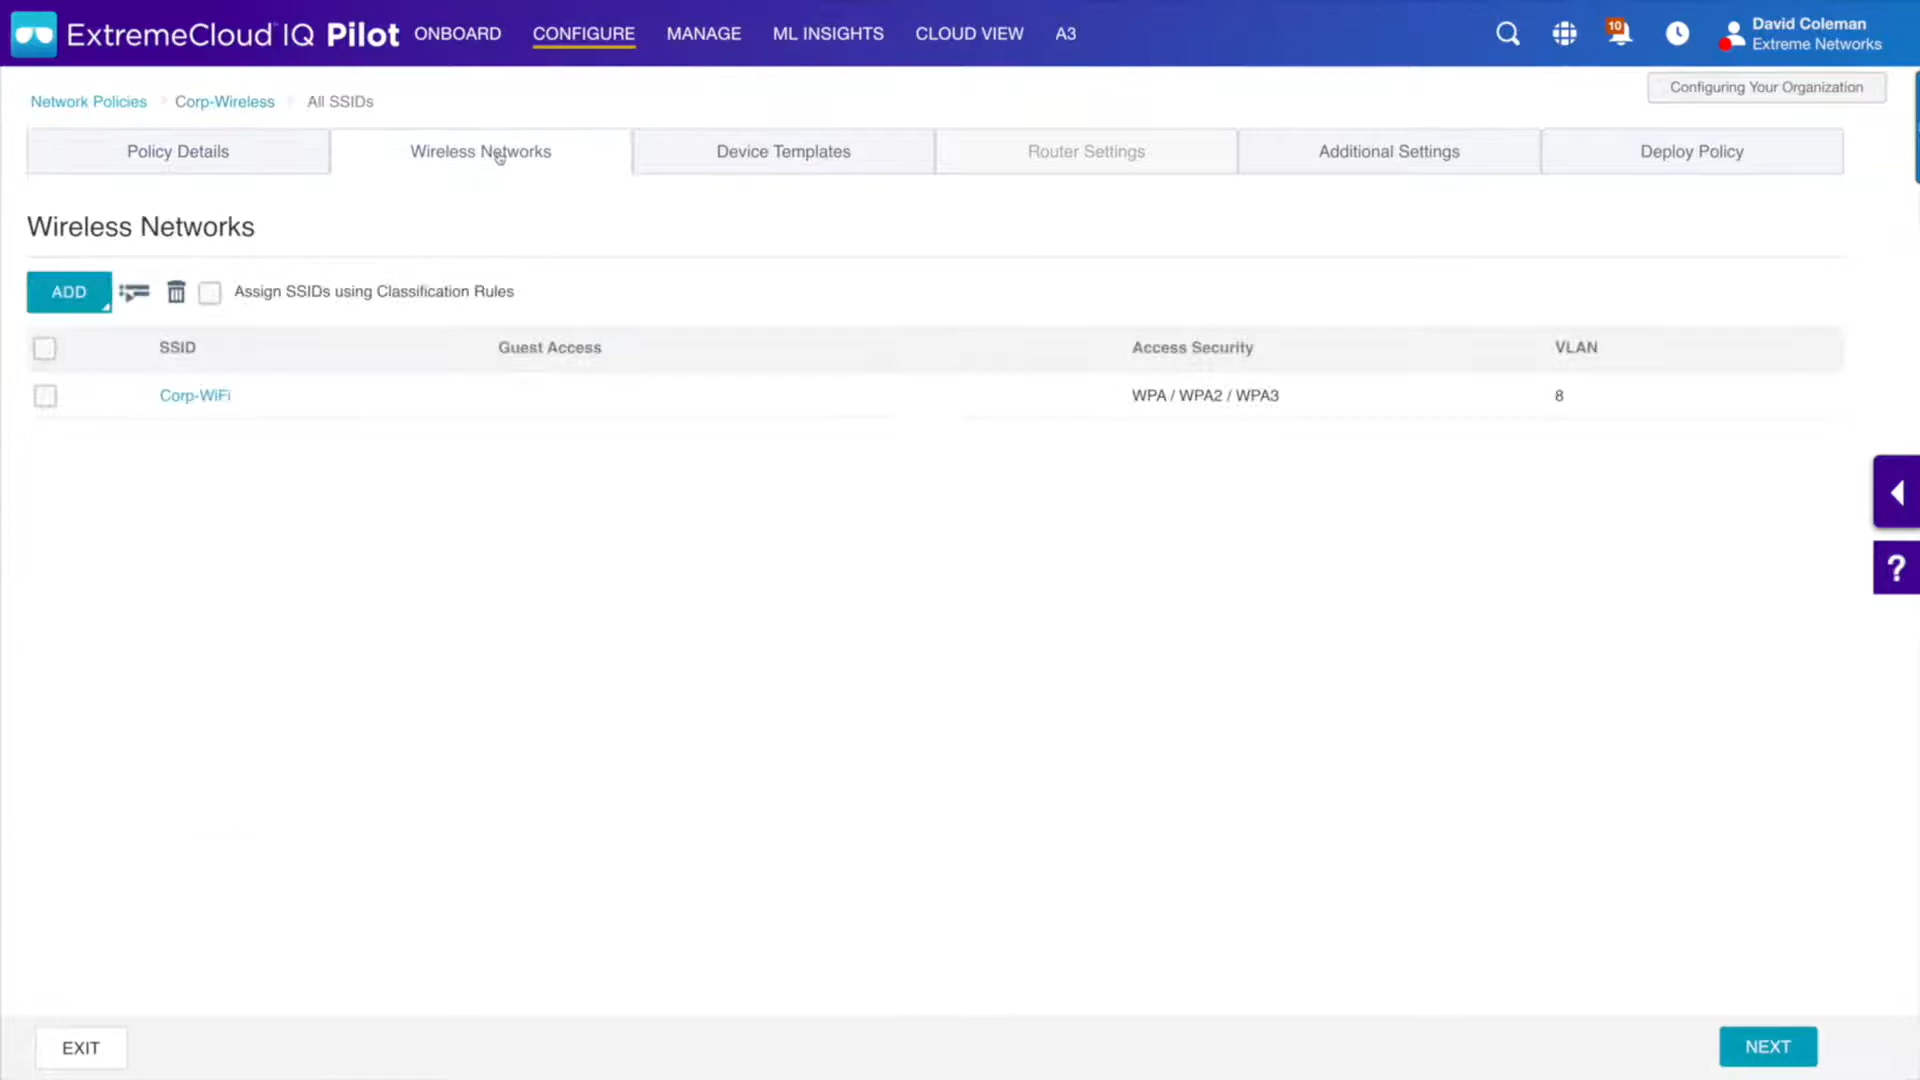 ExtremeCloud IQ Pilot ONBOARD CONFIGURE MANAGE ML INSIGHTS CLOUD VIEW A3 10 David Coleman
Extreme Networks
Configuring Your Organization
Network Policies Corp-Wireless All SSIDs
Policy Details Wireless Networks Device Templates Router Settings Additional Settings Deploy Policy
Wireless Networks
ADD Assign SSIDs using Classification Rules
SSID Guest Access Access Security VLAN
Corp-WiFi WPA / WPA2 / WPA3 8
?
EXIT NEXT